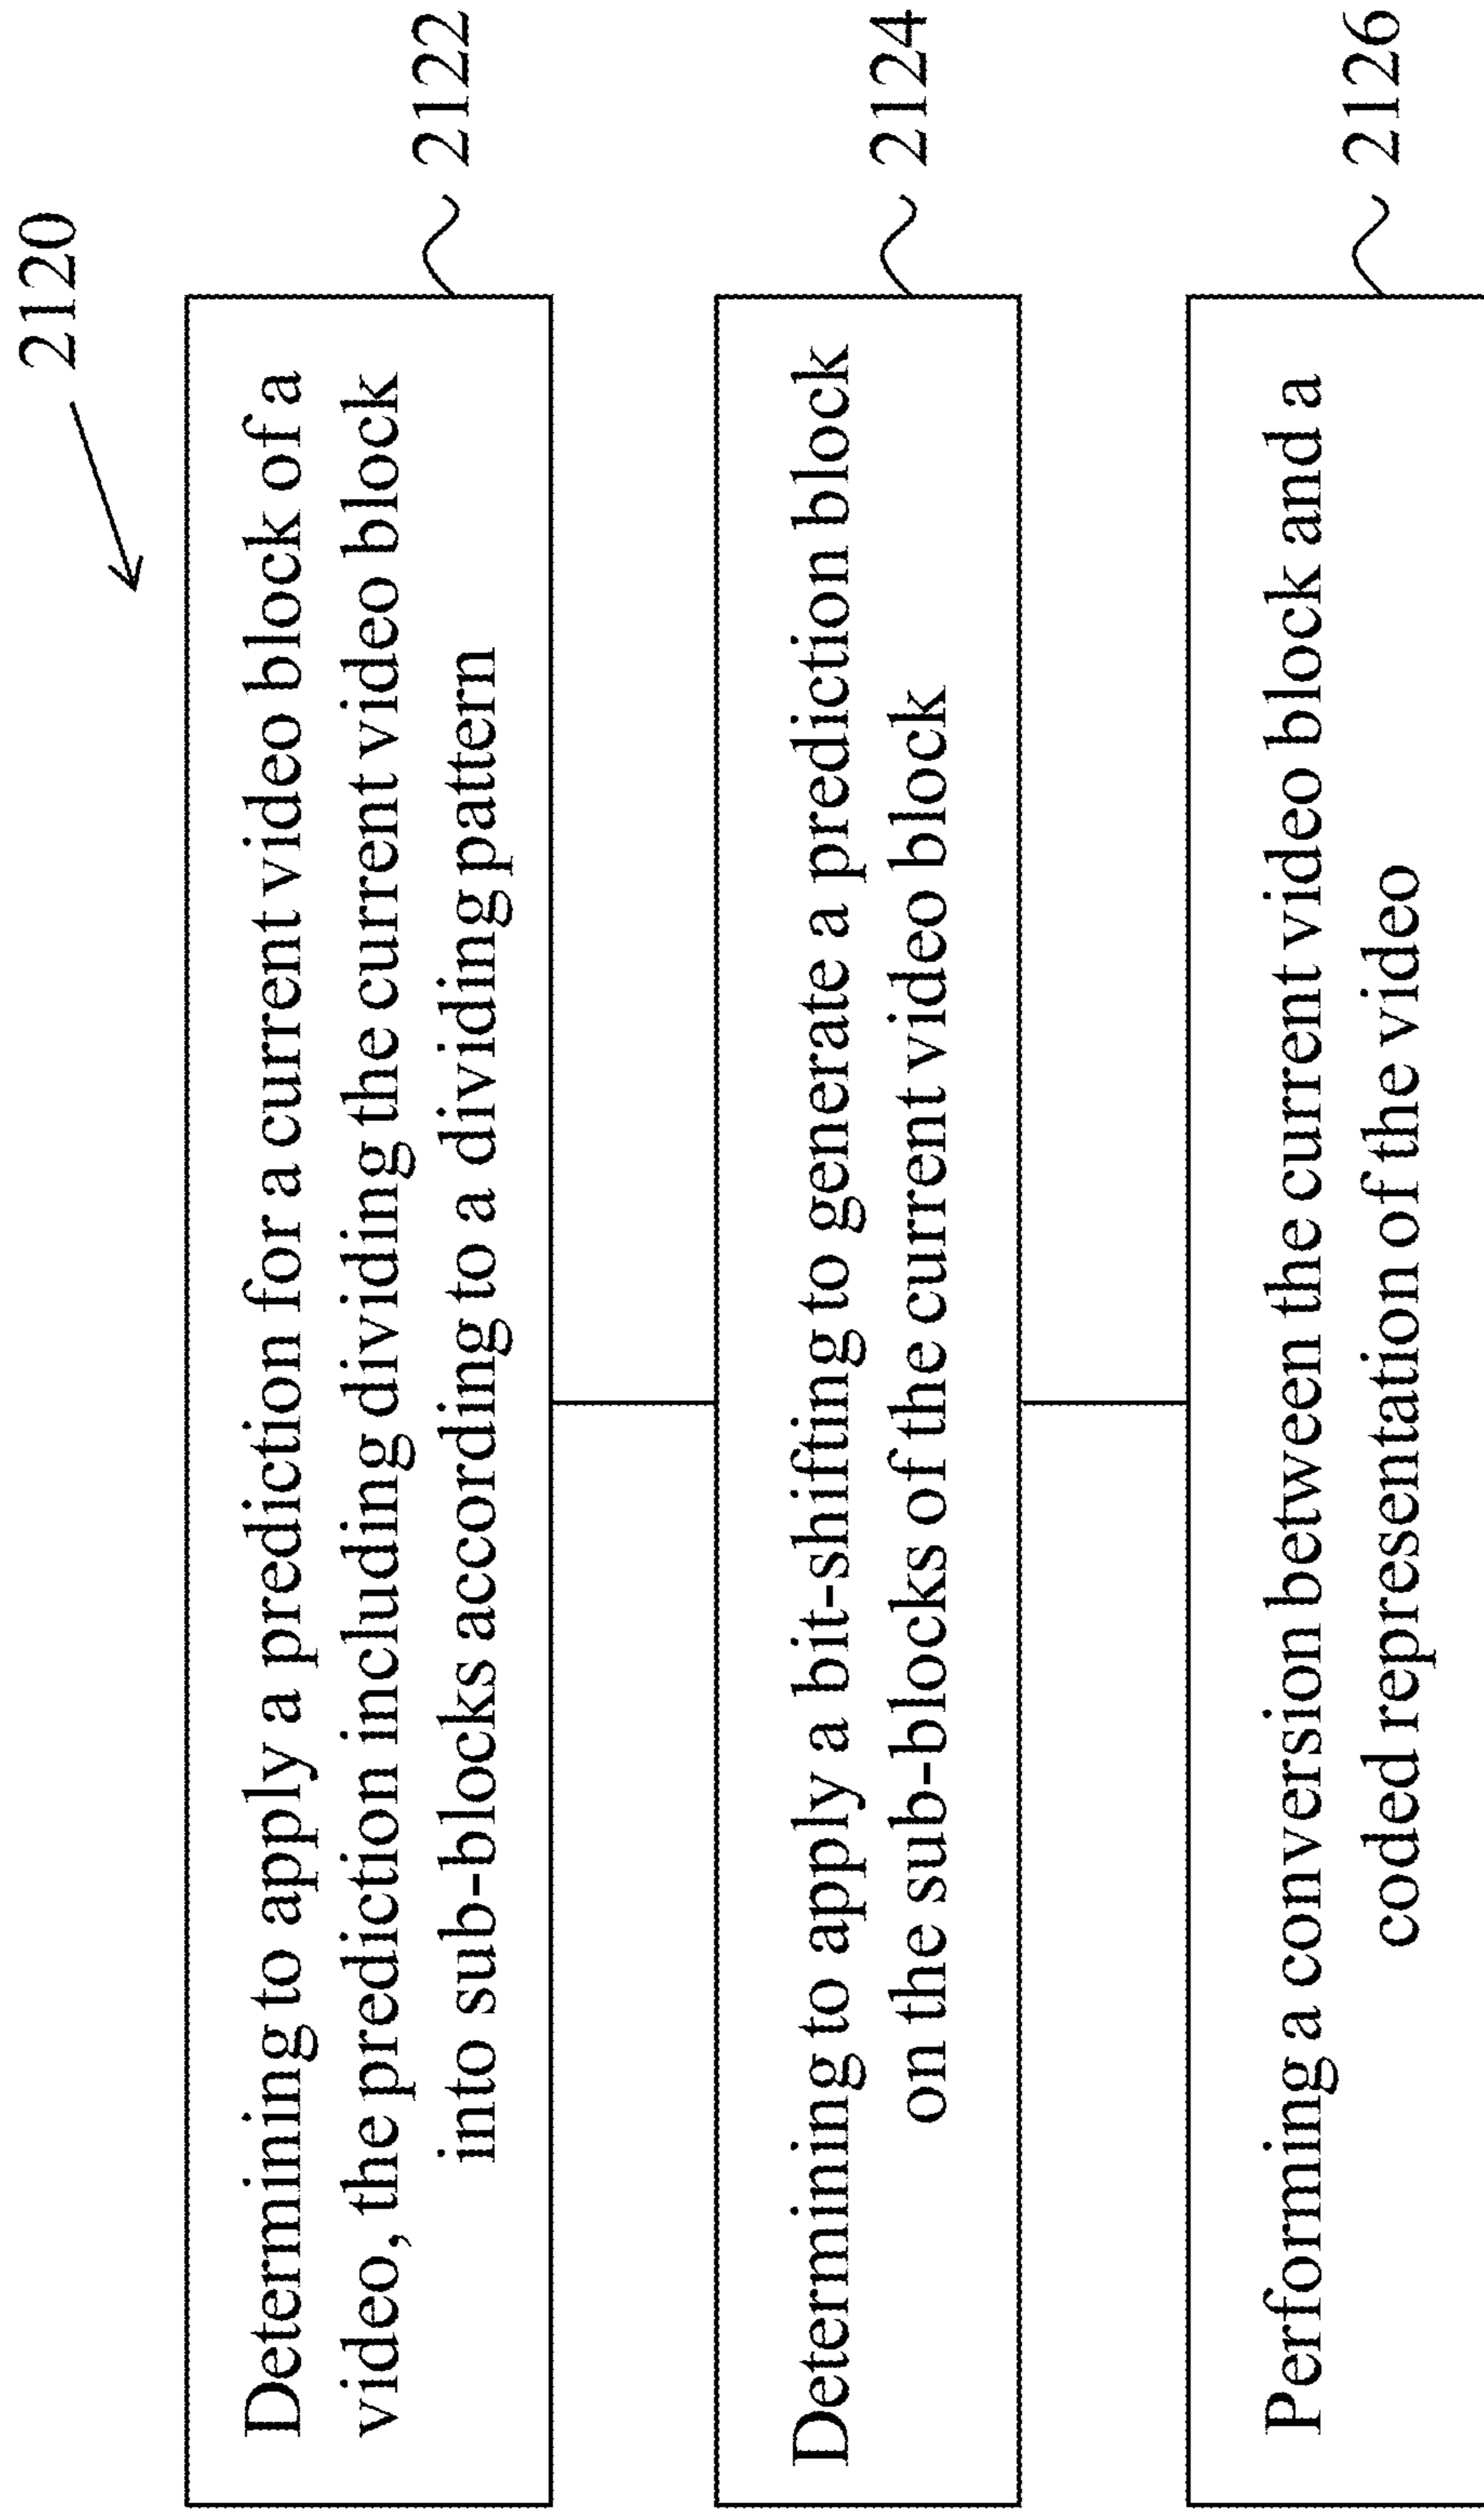 2120
Determining to apply a prediction for a current video block of a
video, the prediction including dividing the current video block
into sub-blocks according to a dividing pattern
2122
Determining to apply a bit-shifting to generate a prediction block
on the sub-blocks of the current video block
2124
Performing a conversion between the current video block and a
coded representation of the video
2126